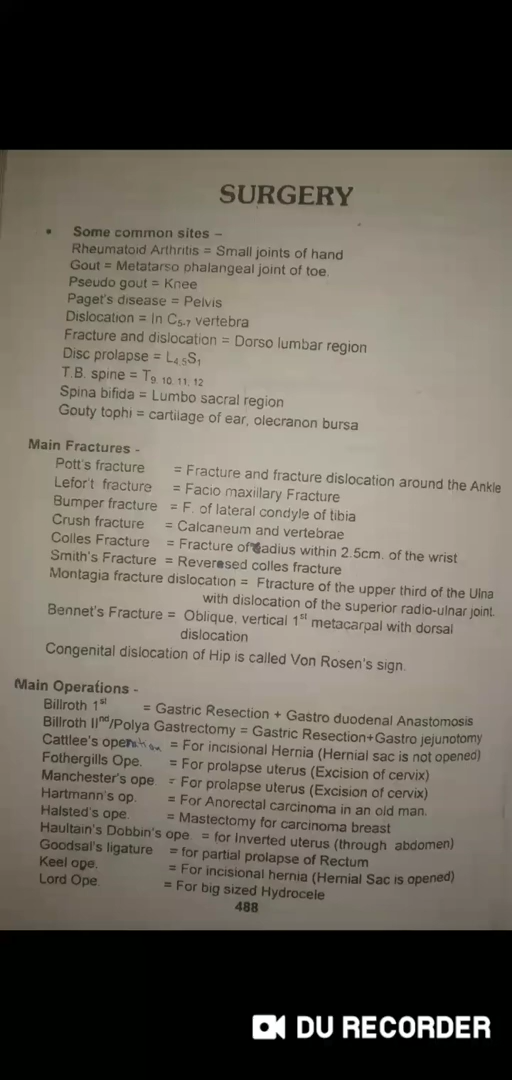 SURGERY
• Some common sites –
Rheumatoid Arthritis = Small joints of hand
Gout = Metatarso phalangeal joint of toe.
Pseudo gout = Knee
Paget's disease = Pelvis
Dislocation = In C5-7 vertebra
Fracture and dislocation = Dorso lumbar region
Disc prolapse = L4,5S1
T.B. spine = T9, 10, 11, 12
Spina bifida = Lumbo sacral region
Gouty tophi = cartilage of ear, olecranon bursa
Main Fractures -
Pott's fracture = Fracture and fracture dislocation around the Ankle
Lefor't fracture = Facio maxillary Fracture
Bumper fracture = F. of lateral condyle of tibia
Crush fracture = Calcaneum and vertebrae
Colles Fracture = Fracture of radius within 2.5cm. of the wrist
Smith's Fracture = Reveresed colles fracture
Montagia fracture dislocation = Ftracture of the upper third of the Ulna
with dislocation of the superior radio-ulnar joint.
Bennet's Fracture = Oblique, vertical 1st metacarpal with dorsal
dislocation
Congenital dislocation of Hip is called Von Rosen's sign.
Main Operations -
Billroth 1st = Gastric Resection + Gastro duodenal Anastomosis
Billroth IInd/Polya Gastrectomy = Gastric Resection+Gastro jejunotomy
Cattlee's operation = For incisional Hernia (Hernial sac is not opened)
Fothergills Ope. = For prolapse uterus (Excision of cervix)
Manchester's ope = For prolapse uterus (Excision of cervix)
Hartmann's op. = For Anorectal carcinoma in an old man.
Halsted's ope. = Mastectomy for carcinoma breast
Haultain's Dobbin's ope. = for Inverted uterus (through abdomen)
Goodsal's ligature = for partial prolapse of Rectum
Keel ope. = For incisional hernia (Hernial Sac is opened)
Lord Ope. = For big sized Hydrocele
488
DU RECORDER